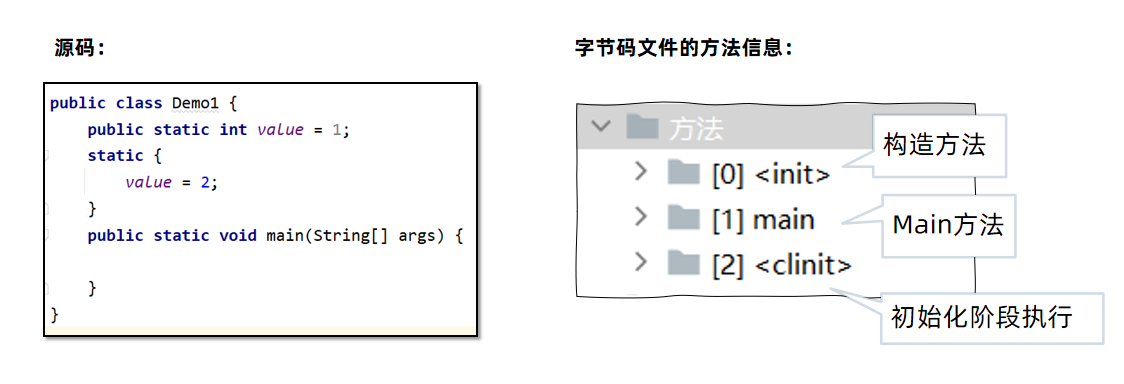 源码：
public class Demo1 {
    public static int value = 1;
    static {
        value = 2;
    }
    public static void main(String[] args) {

    }
}
字节码文件的方法信息：
方法
[0] <init>
构造方法
[1] main
Main方法
[2] <clinit>
初始化阶段执行